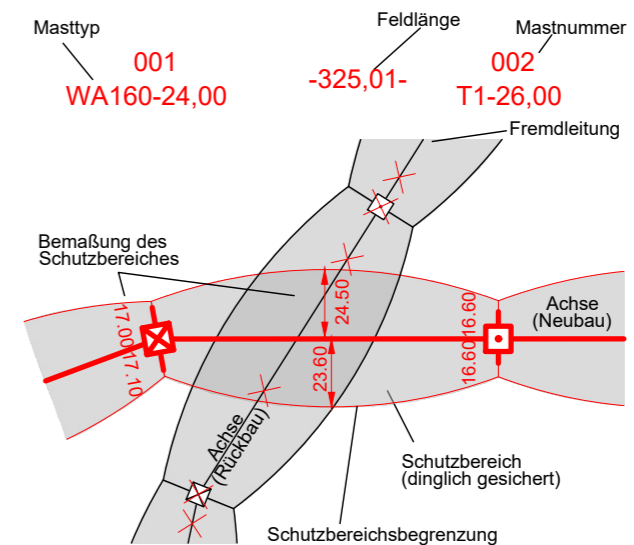 Masttyp
Feldlänge
Mastnummer
001
WA160-24,00
-325,01-
002
T1-26,00
Fremdleitung
Bemaßung des
Schutzbereiches
17.00
17.10
24.50
23.60
16.60
16.60
Achse
(Neubau)
Achse
(Rückbau)
Schutzbereich
(dinglich gesichert)
Schutzbereichsbegrenzung